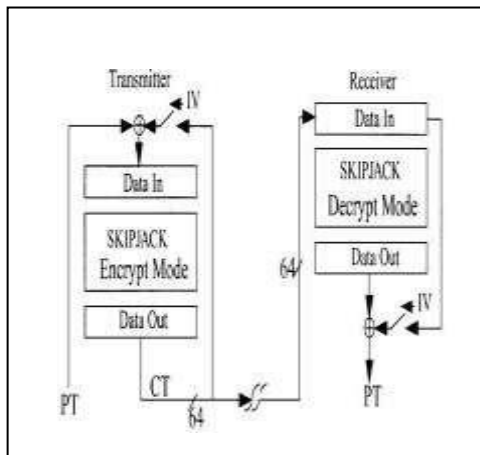 Transmitter
IV
Data In
SKIPJACK
Encrypt Mode
Data Out
PT
CT
64
Receiver
Data In
SKIPJACK
Decrypt Mode
64
Data Out
IV
PT